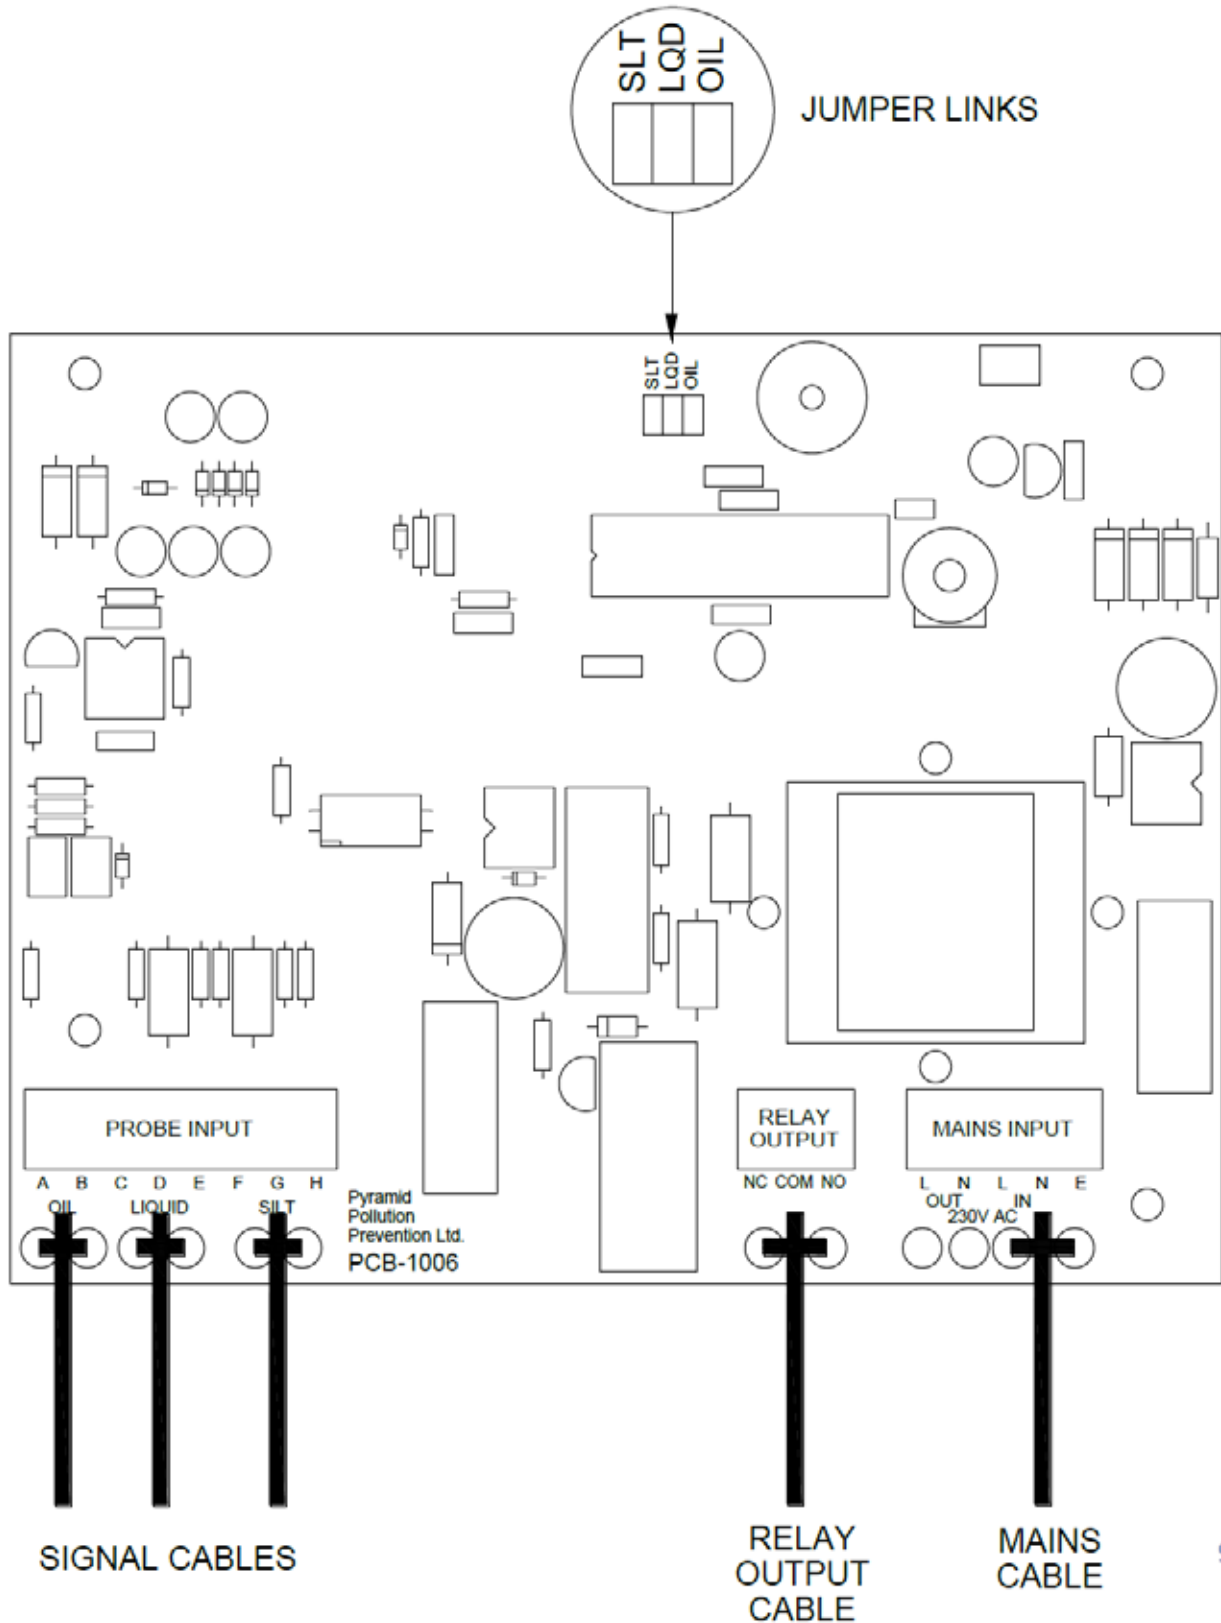 SLT
LQD
OIL
JUMPER LINKS
SLT
LQD
OIL
PROBE INPUT
A B C D E F G H
OIL LIQUID SILT
Pyramid
Pollution
Prevention Ltd.
PCB-1006
RELAY
OUTPUT
NC COM NO
MAINS INPUT
L N L N E
OUT IN
230V AC
SIGNAL CABLES
RELAY
OUTPUT
CABLE
MAINS
CABLE